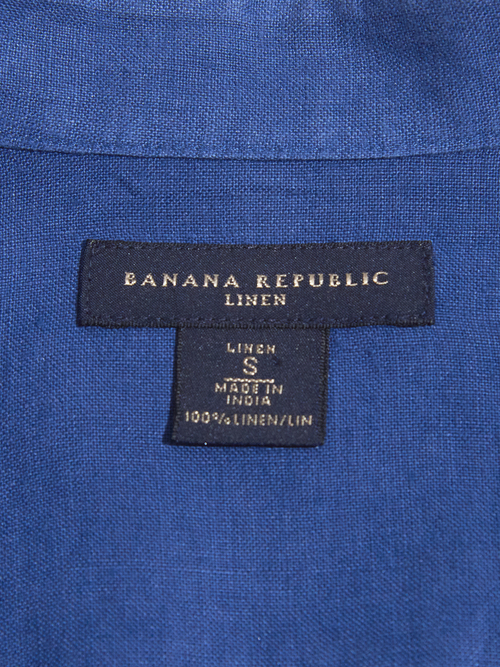 BANANA REPUBLIC
LINEN
LINEN
S
MADE IN
INDIA
100% LINEN/LIN